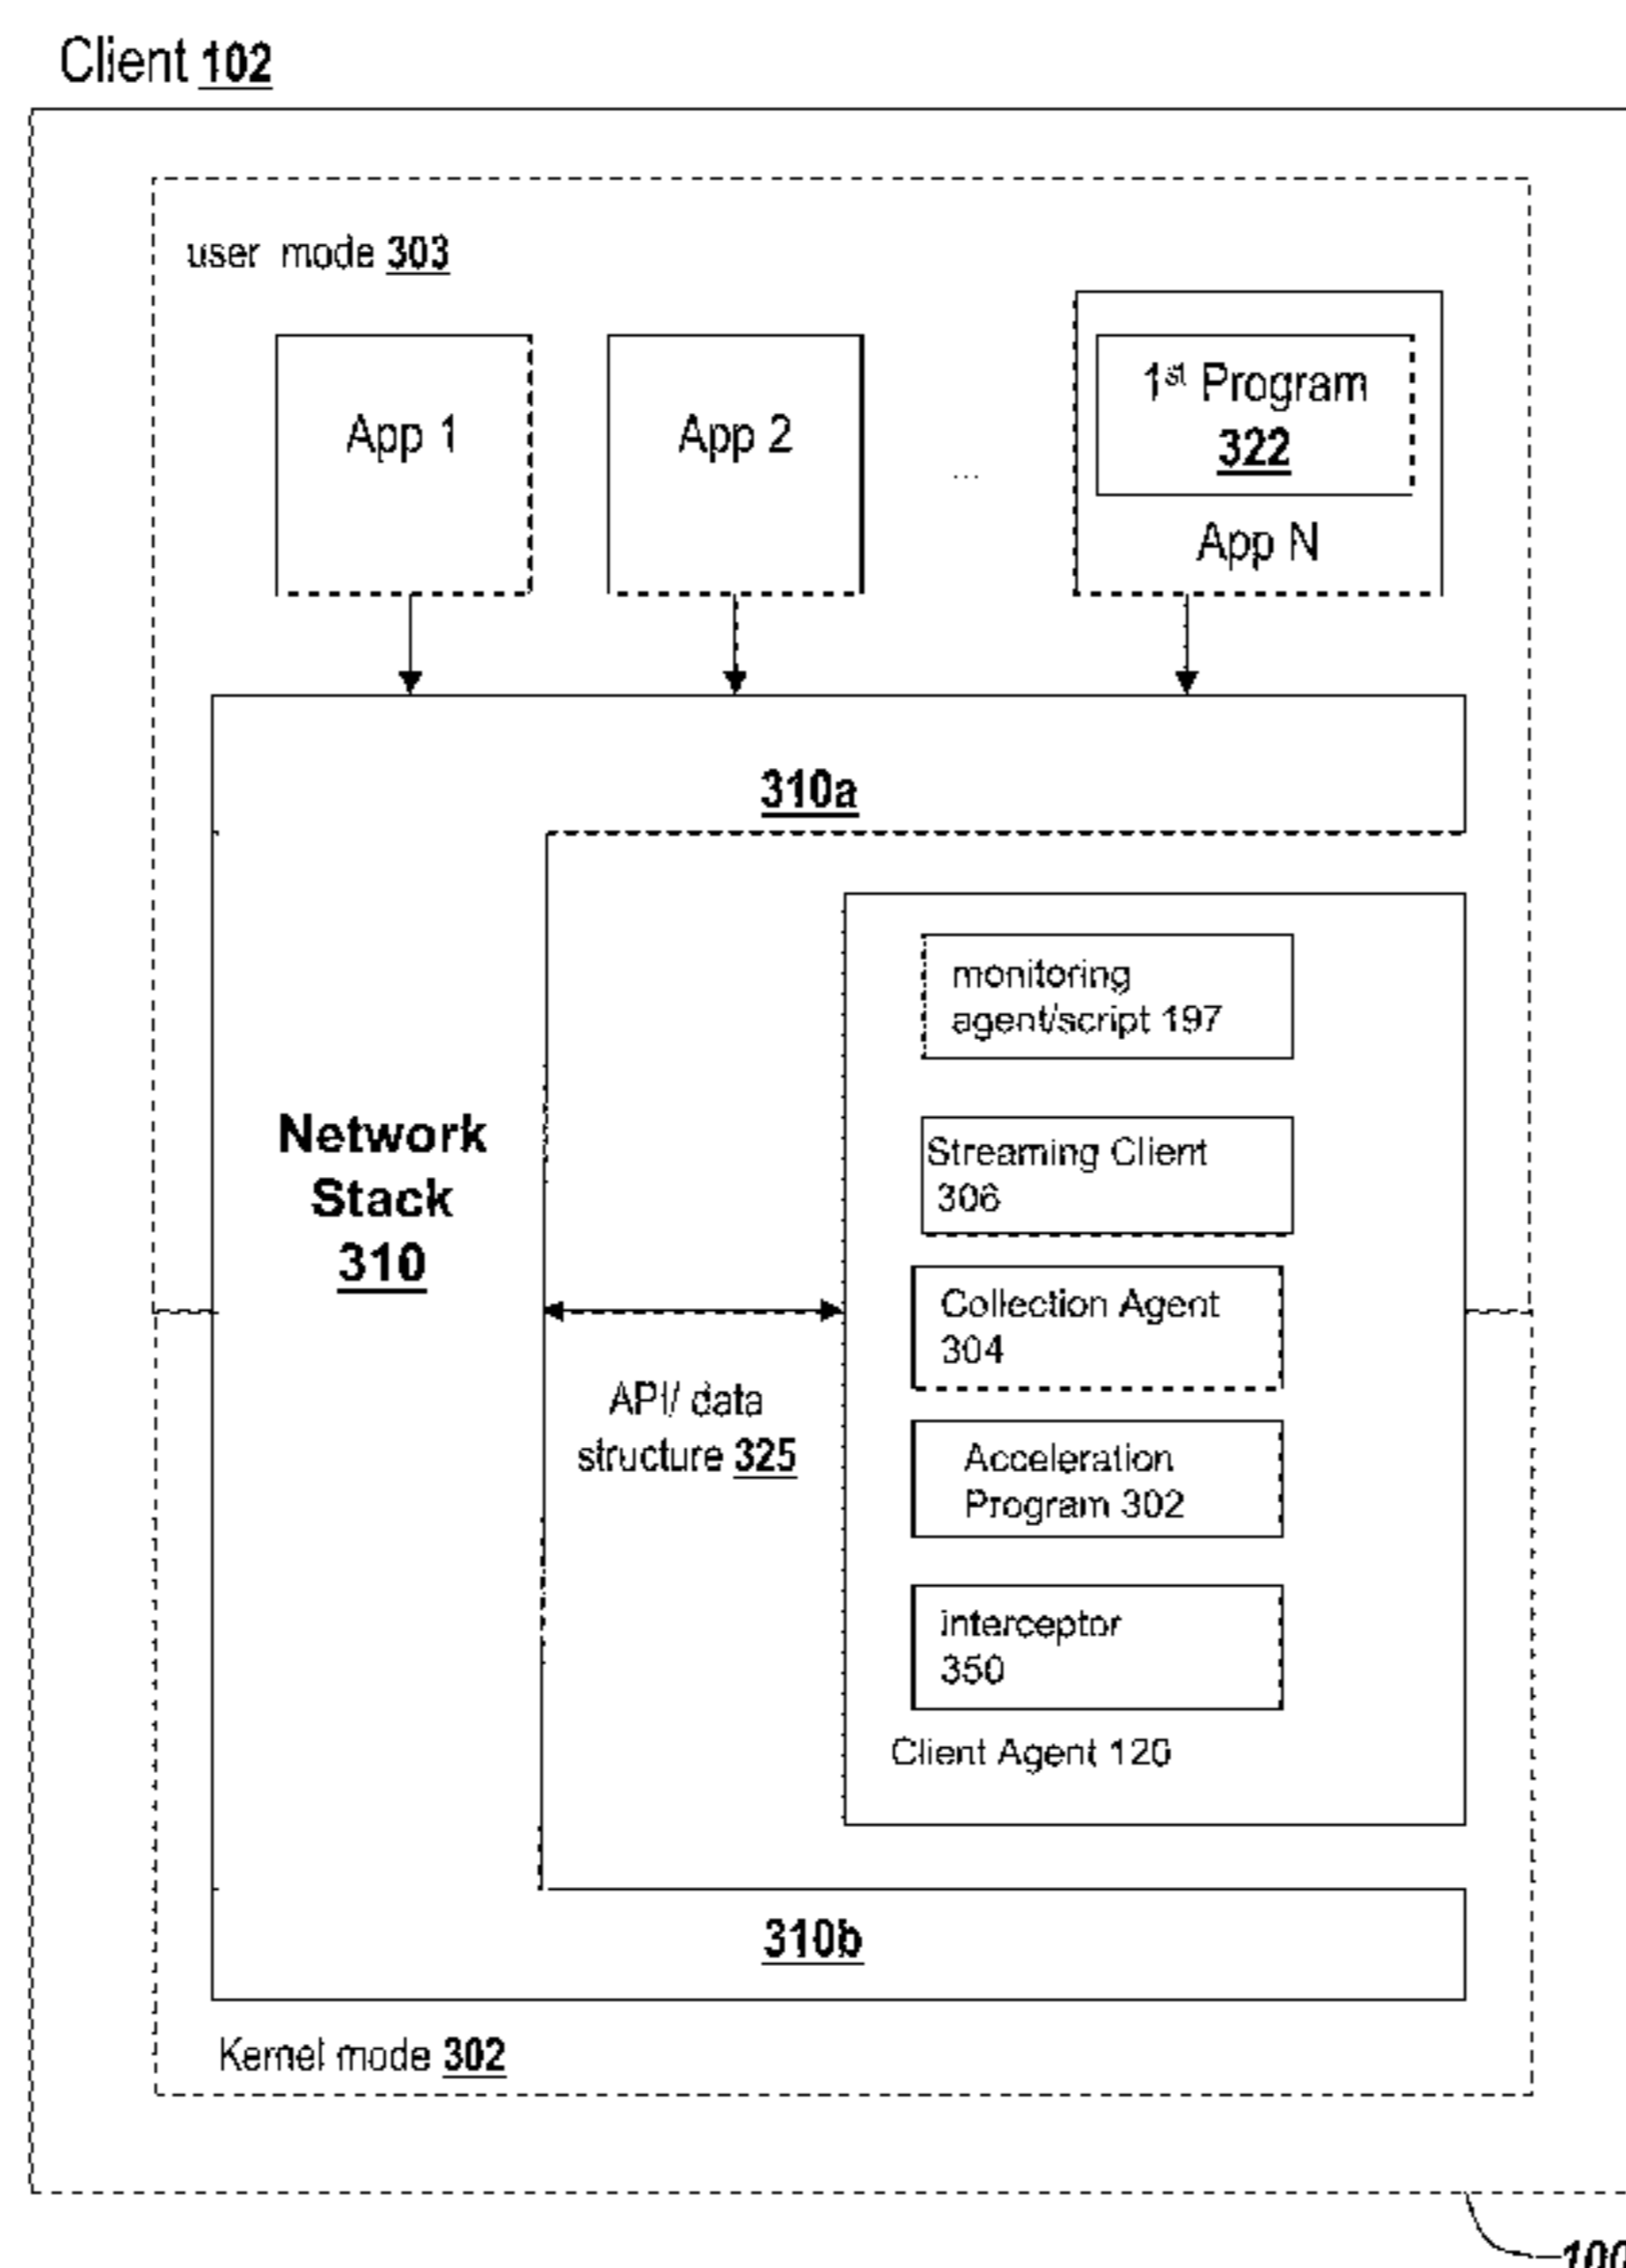 Client 102
user mode 303
App 1
App 2
...
1st Program
322
App N
310a
monitoring
agent/script 197
Streaming Client
306
Network
Stack
310
Collection Agent
304
API/ data
structure 325
Acceleration
Program 302
interceptor
350
Client Agent 120
310b
Kernel mode 302
100